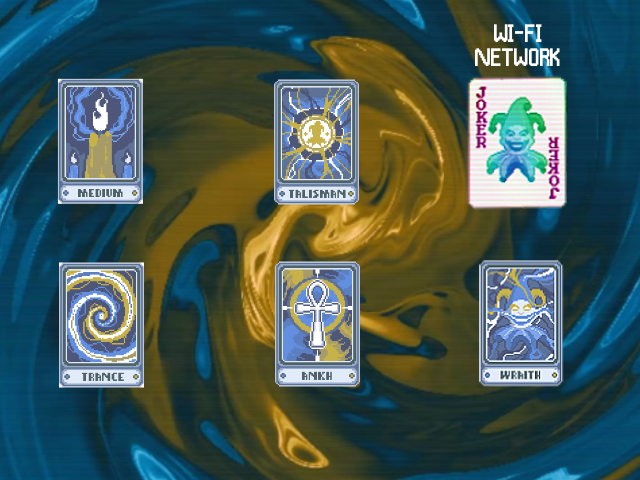 WI-FI
NETWORK
JOKER
JOKER
MEDIUM
TALISMAN
TRANCE
ANKH
WRAITH